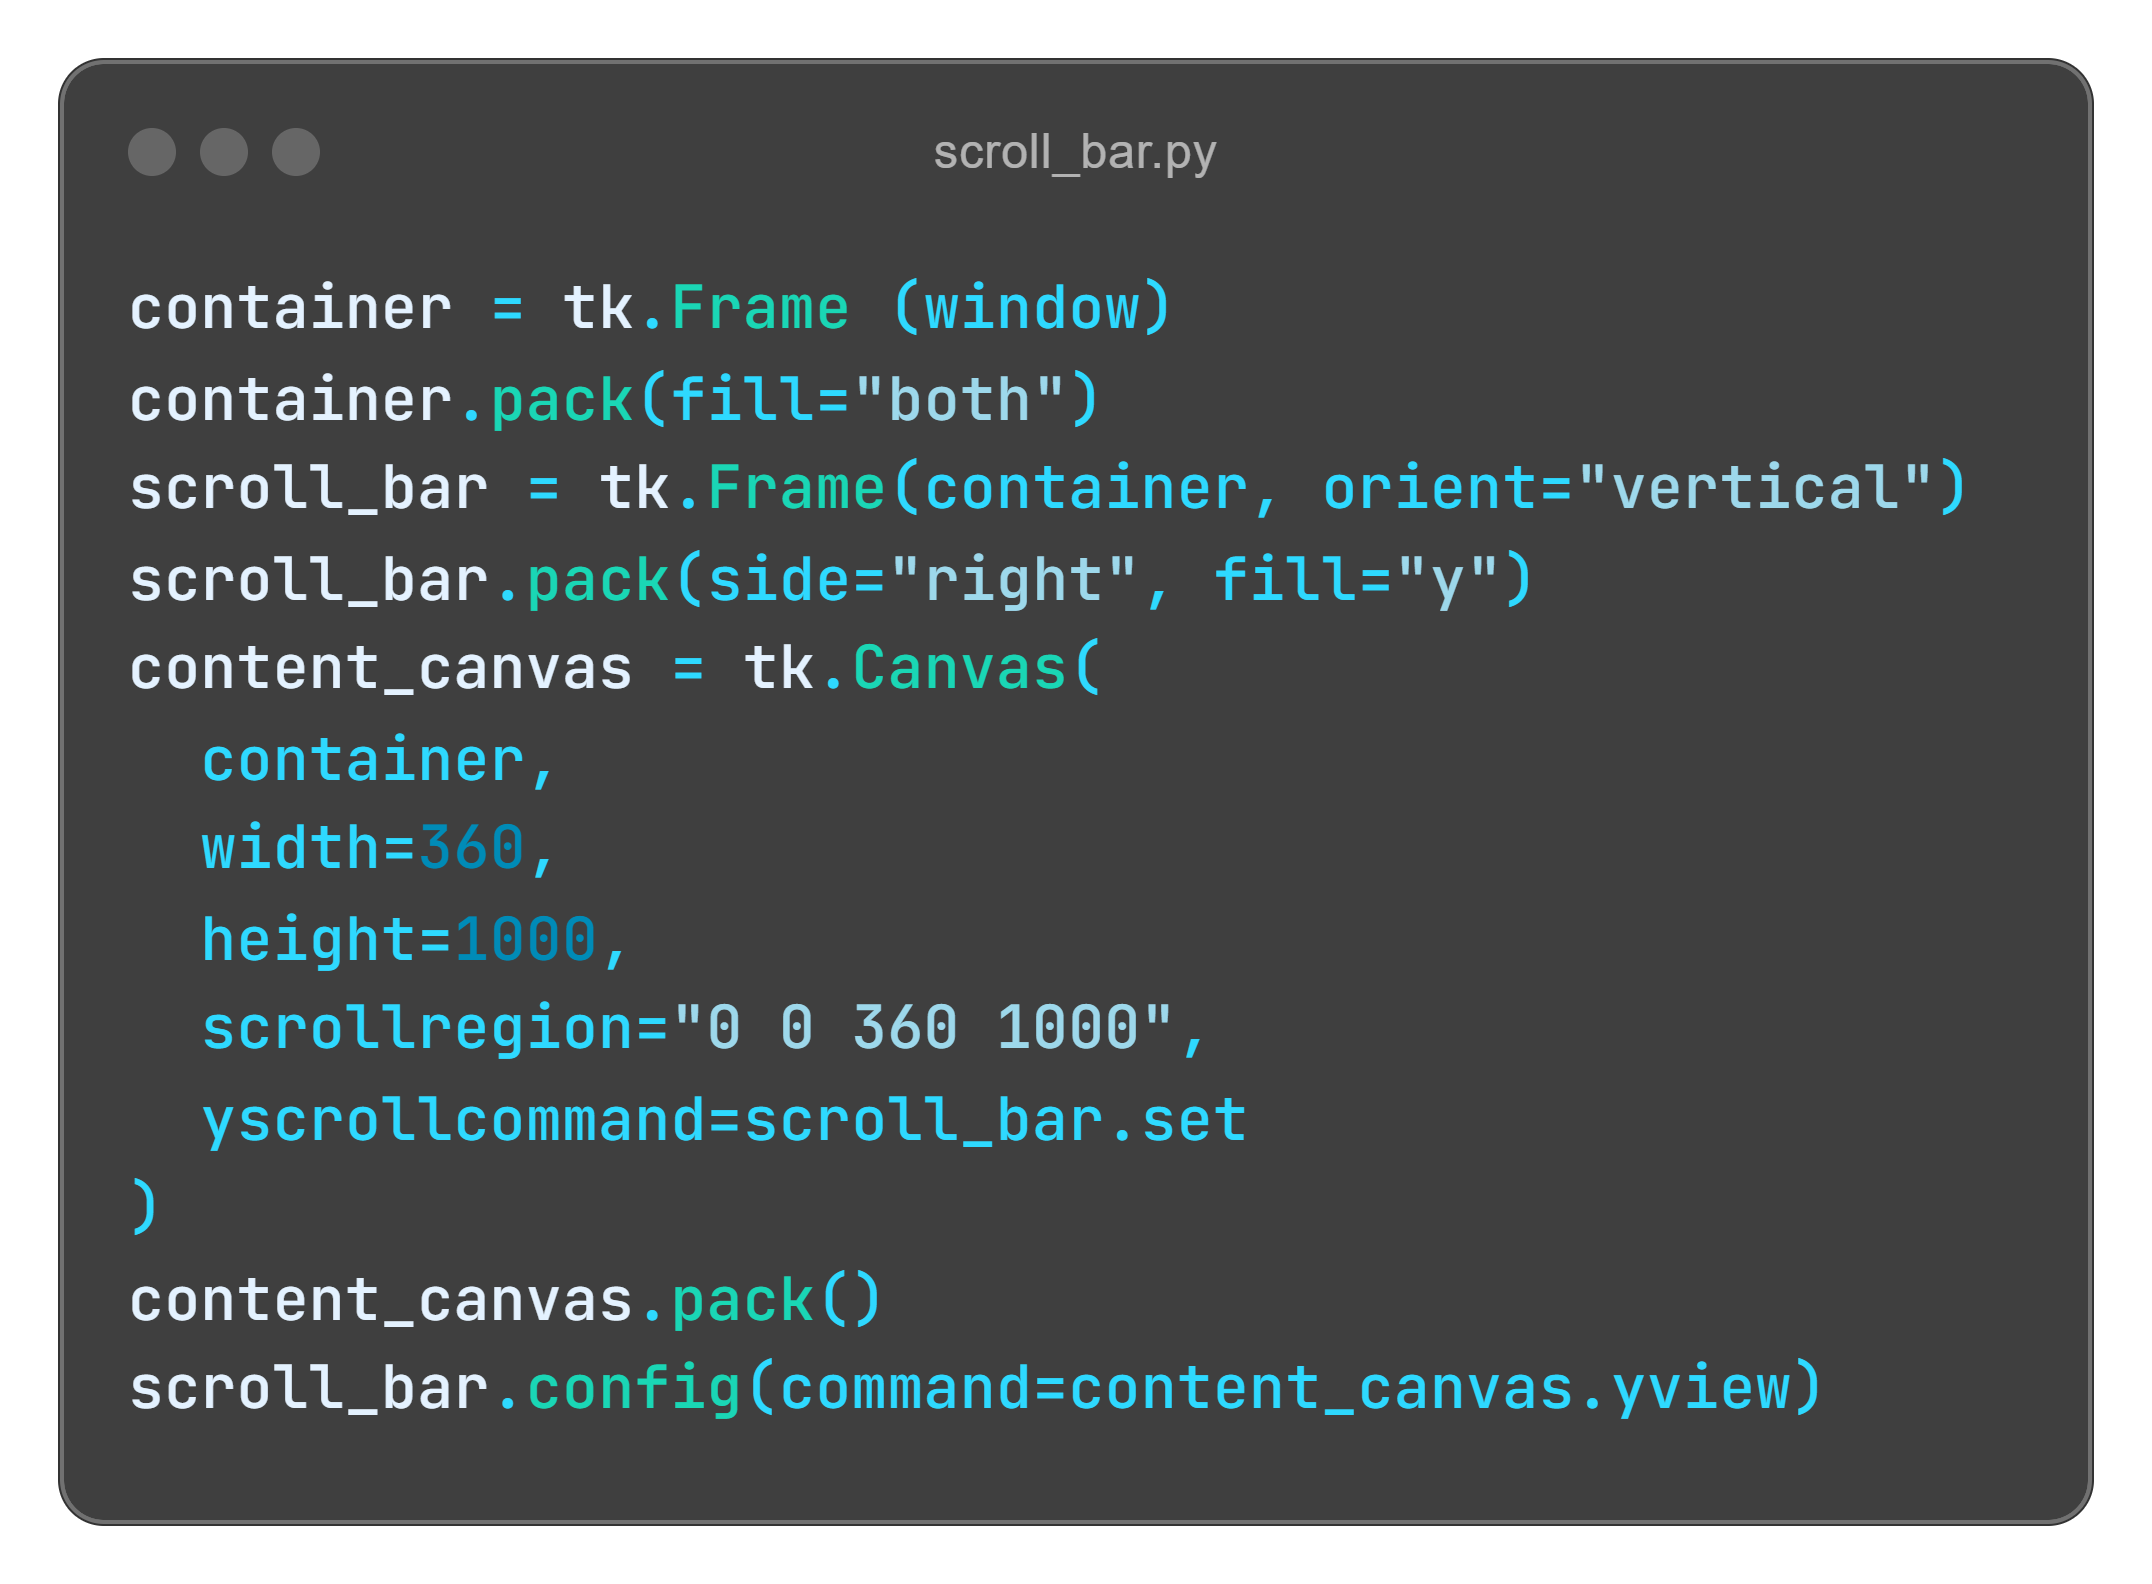 scroll_bar.py
container = tk.Frame (window)
container.pack(fill="both")
scroll_bar = tk.Frame(container, orient="vertical")
scroll_bar.pack(side="right", fill="y")
content_canvas = tk.Canvas(
  container,
  width=360,
  height=1000,
  scrollregion="0 0 360 1000",
  yscrollcommand=scroll_bar.set
)
content_canvas.pack()
scroll_bar.config(command=content_canvas.yview)